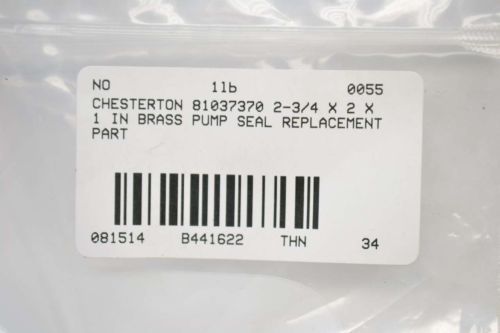 NO 11b 0055
CHESTERTON 81037370 2-3/4 X 2 X
1 IN BRASS PUMP SEAL REPLACEMENT
PART
081514 B441622 THN 34